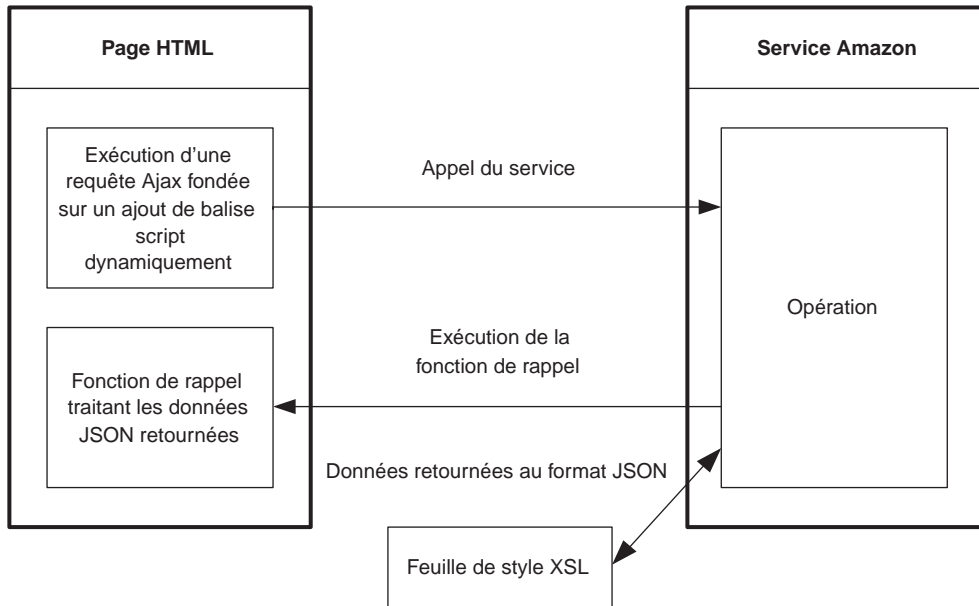 Page HTML
Service Amazon
Exécution d'une
requête Ajax fondée
sur un ajout de balise
script
dynamiquement
Appel du service
Opération
Exécution de la
fonction de rappel
Fonction de rappel
traitant les données
JSON retournées
Données retournées au format JSON
Feuille de style XSL